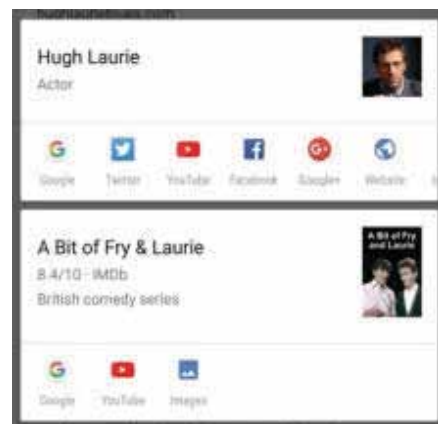 Hugh Laurie
Actor
Google Twitter YouTube Facebook Google+ Website
A Bit of Fry & Laurie
8.4/10 - IMDb
British comedy series
A Bit of Fry
and Laurie
Google YouTube Images